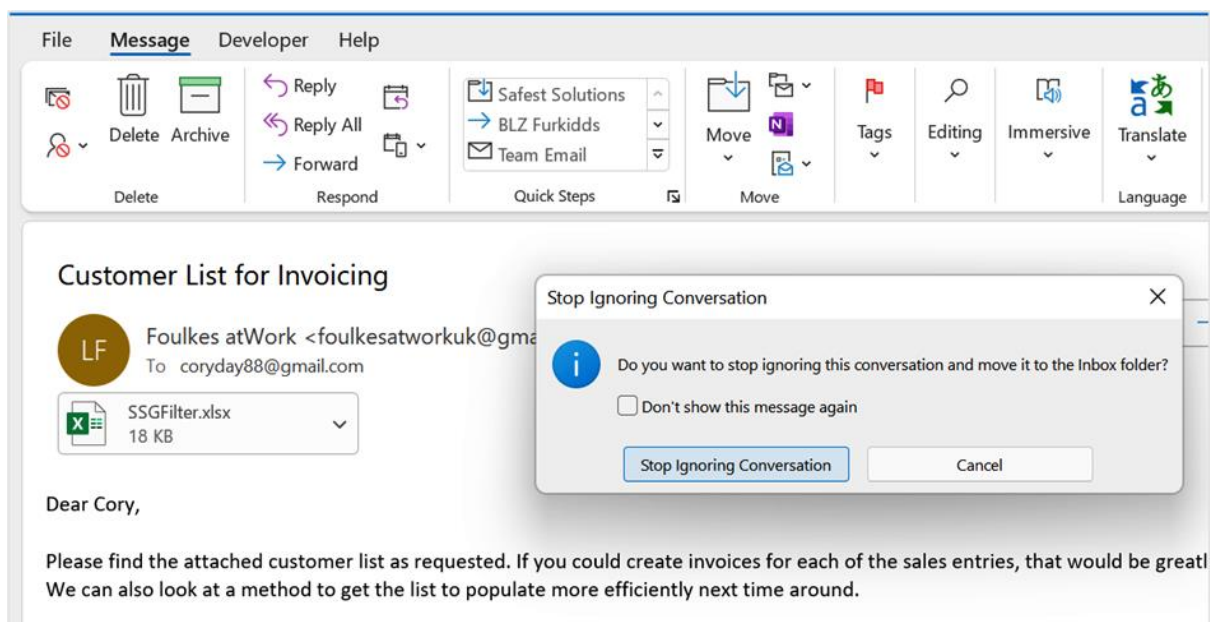 File Message Developer Help
Delete Archive
Reply
Reply All
Forward
Safest Solutions
BLZ Furkidds
Team Email
Move
Tags
Editing
Immersive
あ
a
Translate
Delete
Respond
Quick Steps
Move
Language
Customer List for Invoicing
LF
Foulkes atWork <foulkesatworkuk@gma
To coryday88@gmail.com
SSGFilter.xlsx
18 KB
Stop Ignoring Conversation
Do you want to stop ignoring this conversation and move it to the Inbox folder?
Don't show this message again
Stop Ignoring Conversation Cancel
Dear Cory,
Please find the attached customer list as requested. If you could create invoices for each of the sales entries, that would be greatl
We can also look at a method to get the list to populate more efficiently next time around.